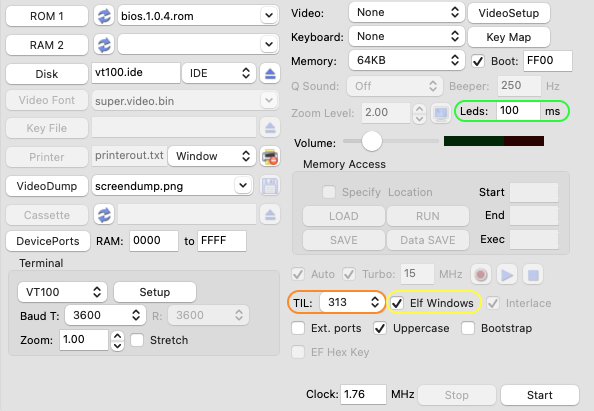 ROM 1 bios.1.0.4.rom
RAM 2
Disk vt100.ide IDE
Video Font super.video.bin
Key File
Printer printerout.txt Window
VideoDump screendump.png
Cassette
DevicePorts RAM: 0000 to FFFF
Terminal
VT100 Setup
Baud T: 3600 R: 3600
Zoom: 1.00 Stretch
Video: None VideoSetup
Keyboard: None Key Map
Memory: 64KB Boot: FF00
Q Sound: Off Beeper: 250 Hz
Zoom Level: 2.00 Leds: 100 ms
Volume:
Memory Access
Specify Location Start
LOAD RUN End
SAVE Data SAVE Exec
Auto Turbo: 15 MHz
TIL: 313 Elf Windows Interlace
Ext. ports Uppercase Bootstrap
EF Hex Key
Clock: 1.76 MHz Stop Start